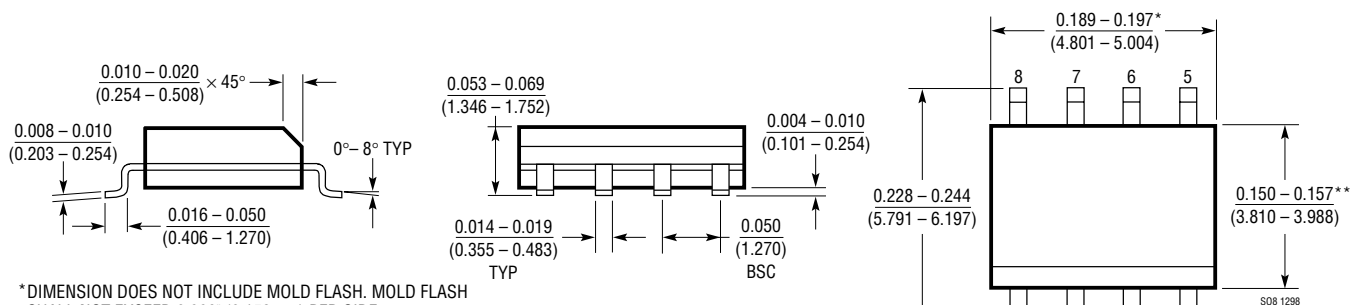 0.010 – 0.020 × 45°
(0.254 – 0.508)
0.008 – 0.010
(0.203 – 0.254)
0°– 8° TYP
0.016 – 0.050
(0.406 – 1.270)
0.053 – 0.069
(1.346 – 1.752)
0.004 – 0.010
(0.101 – 0.254)
0.014 – 0.019
(0.355 – 0.483)
TYP
0.050
(1.270)
BSC
0.189 – 0.197*
(4.801 – 5.004)
8 7 6 5
0.228 – 0.244
(5.791 – 6.197)
0.150 – 0.157**
(3.810 – 3.988)
*DIMENSION DOES NOT INCLUDE MOLD FLASH. MOLD FLASH
SO8 1298